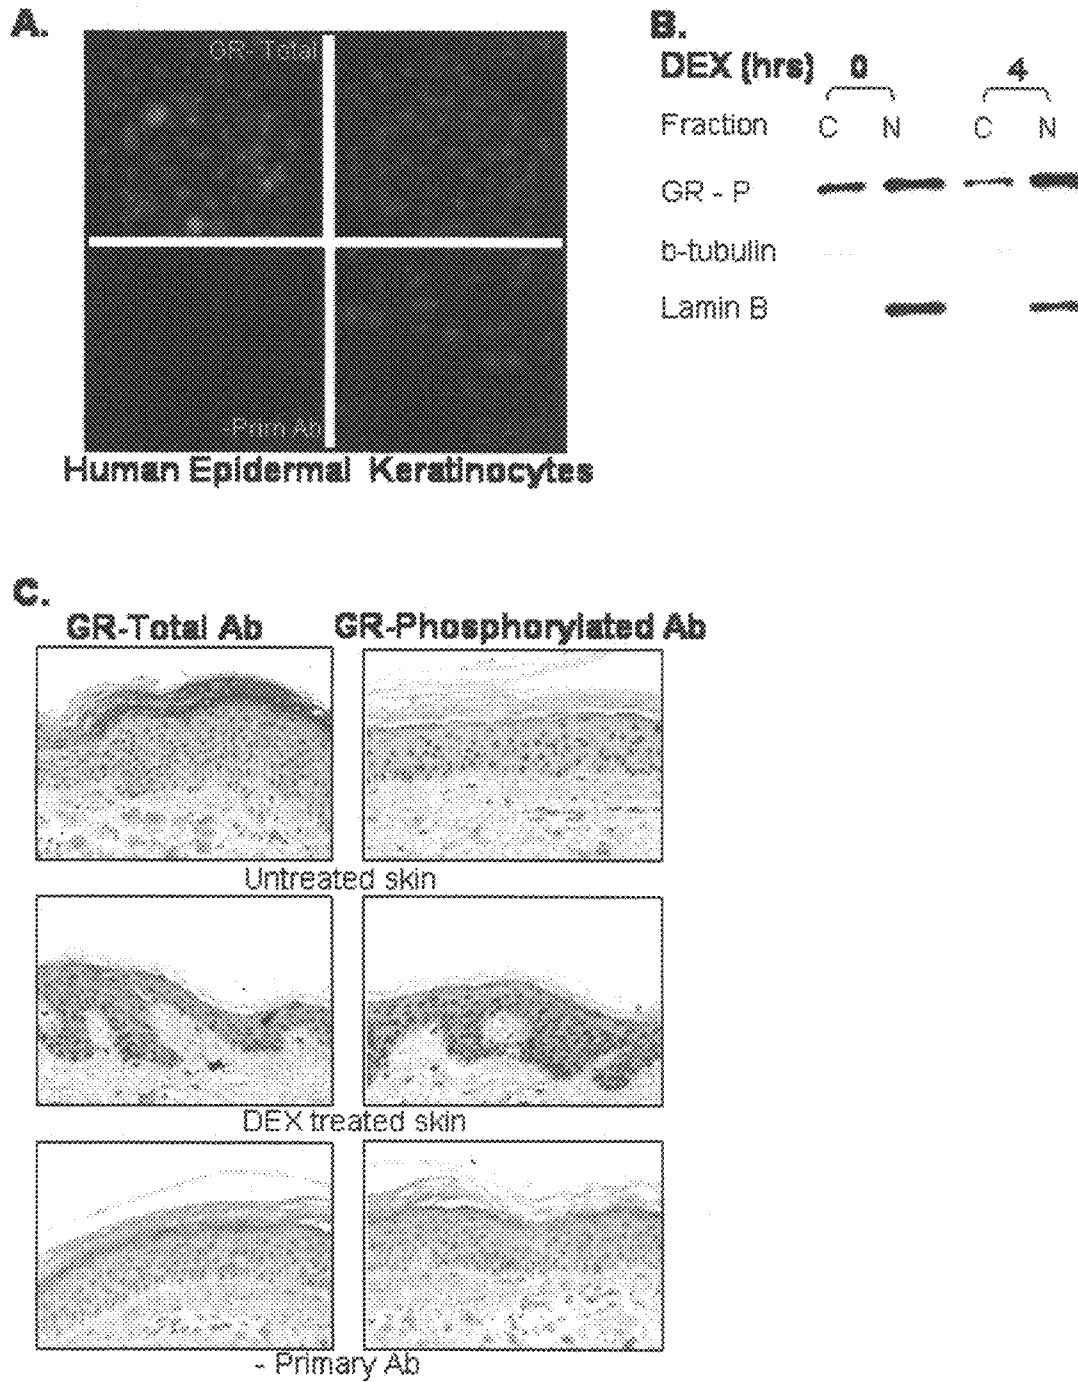 A.
GR- Total
-Prim Ab
Human Epidermal Keratinocytes
B.
DEX (hrs) 0 4
Fraction C N C N
GR - P
b-tubulin
Lamin B
C.
GR-Total Ab GR-Phosphorylated Ab
Untreated skin
DEX treated skin
- Primary Ab